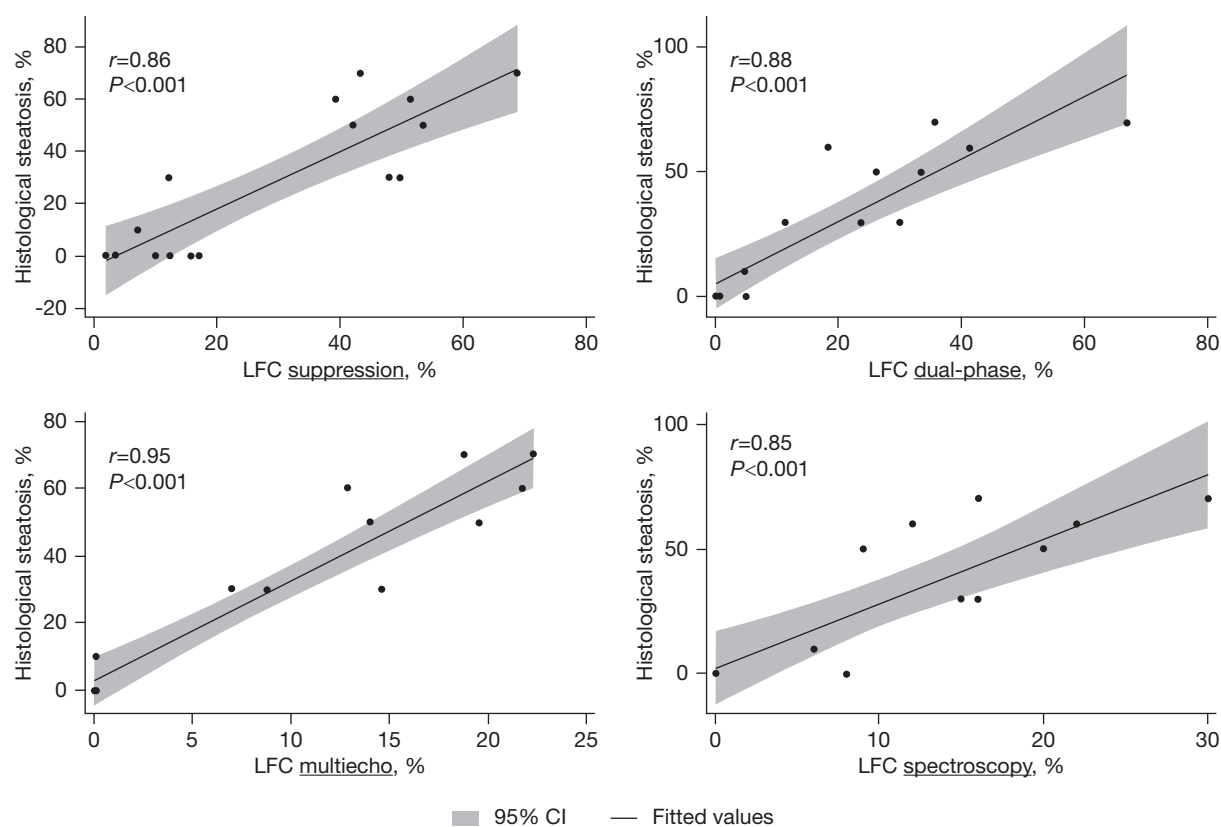 80
60
40
20
0
-20
Histological steatosis, %
r=0.86
P<0.001
0 20 40 60 80
LFC suppression, %
100
50
0
Histological steatosis, %
r=0.88
P<0.001
0 20 40 60 80
LFC dual-phase, %
80
60
40
20
0
Histological steatosis, %
r=0.95
P<0.001
0 5 10 15 20 25
LFC multiecho, %
100
50
0
Histological steatosis, %
r=0.85
P<0.001
0 10 20 30
LFC spectroscopy, %
95% CI Fitted values